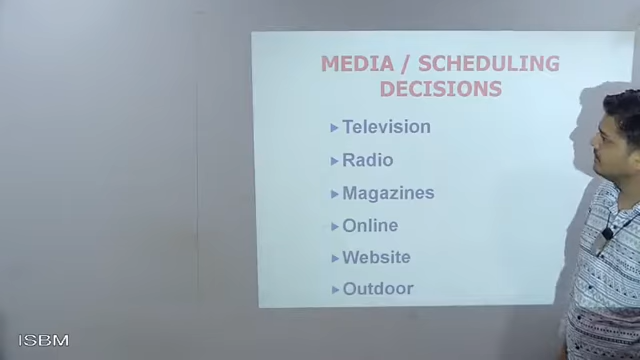 MEDIA / SCHEDULING
DECISIONS
Television
Radio
Magazines
Online
Website
Outdoor
ISBM